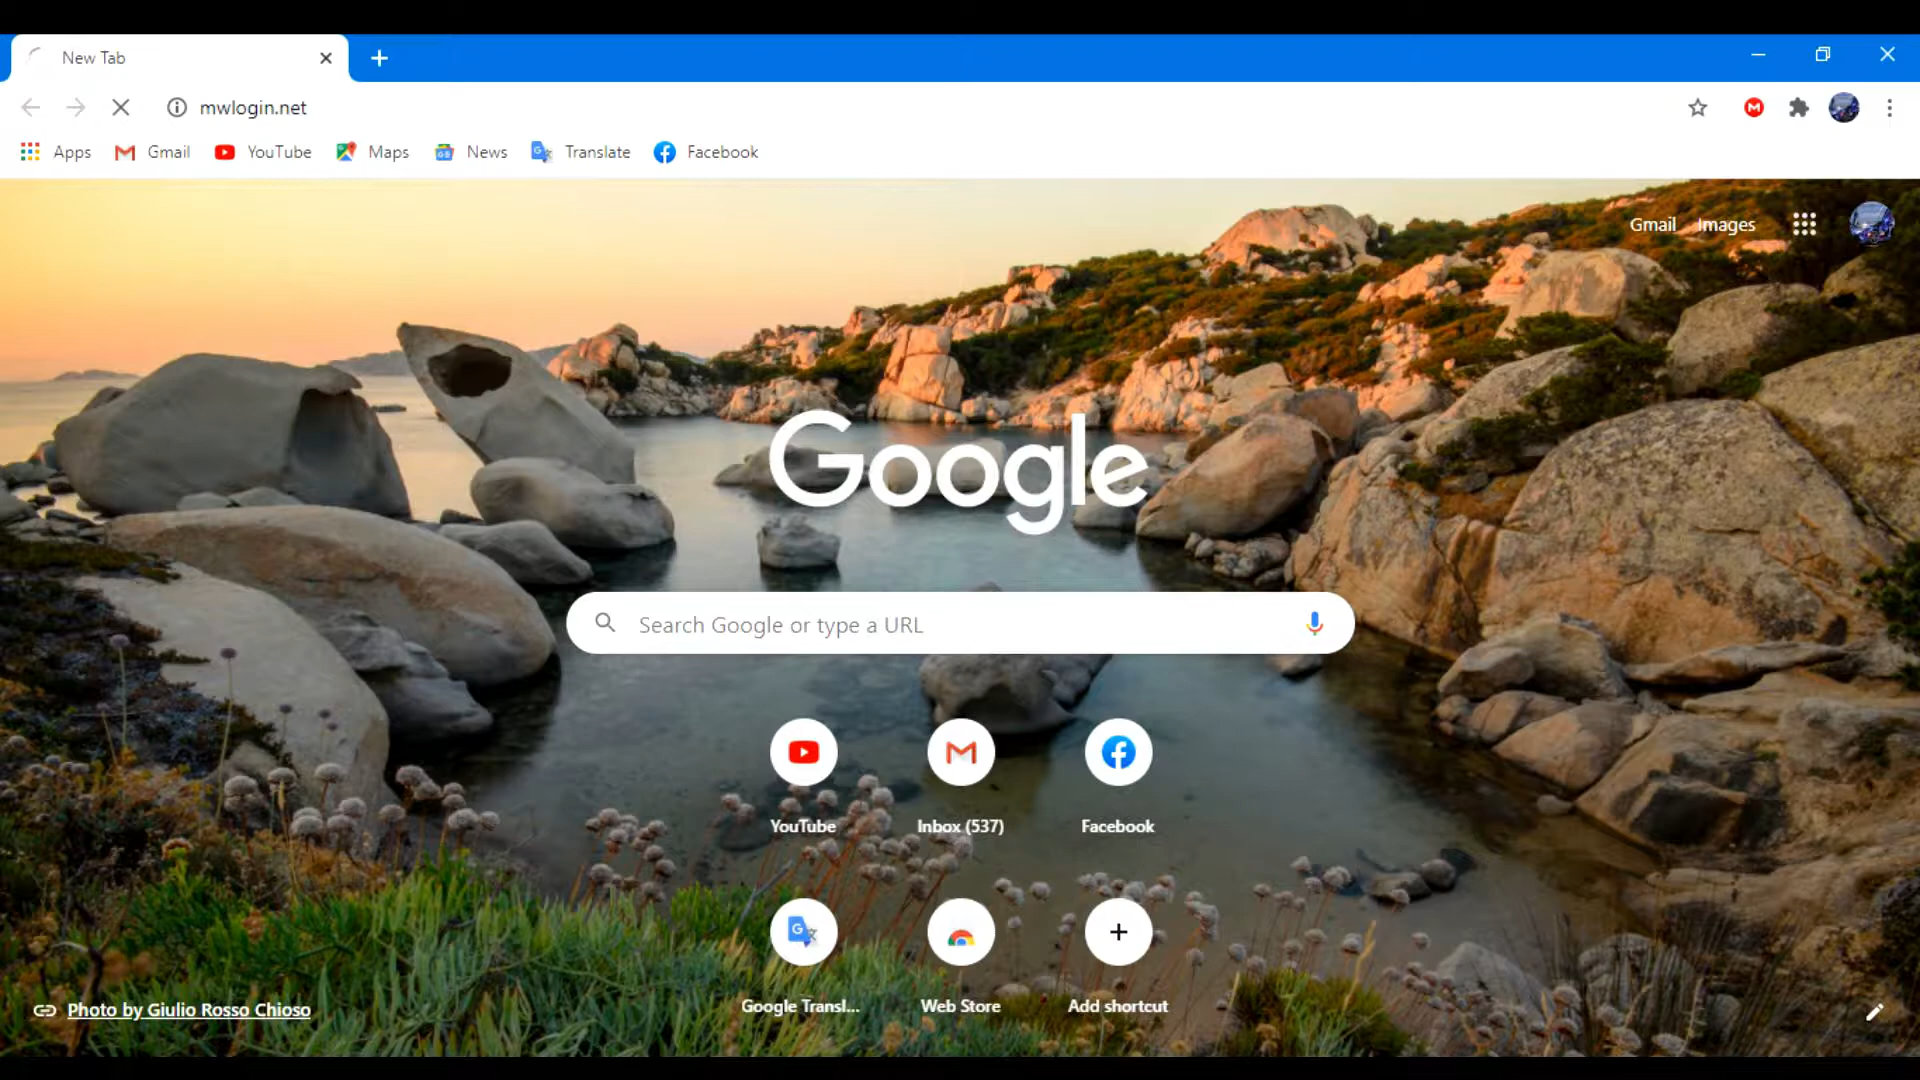 New Tab
mwlogin.net
Apps Gmail YouTube Maps News Translate Facebook
Gmail Images
Google
Search Google or type a URL
YouTube Inbox (537) Facebook
Google Transl... Web Store Add shortcut
Photo by Giulio Rosso Chioso